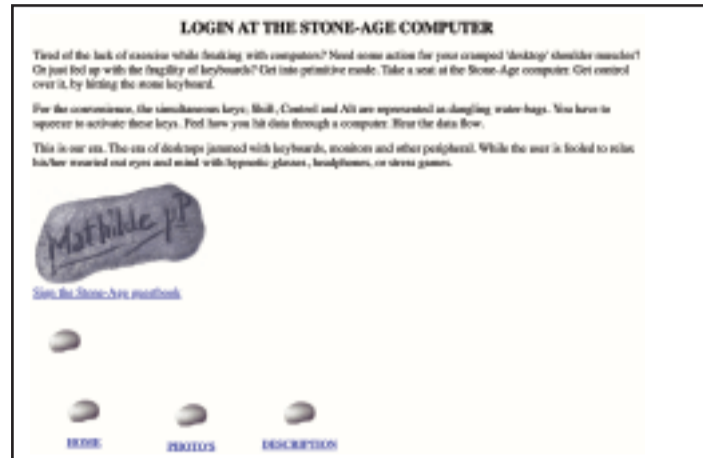 LOGIN AT THE STONE-AGE COMPUTER
Tired of the lack of exercise while freaking with computers? Need some action for your cramped 'desktop' shoulder muscles?
Or just fed up with the fragility of keyboards? Get into primitive mode. Take a seat at the Stone-Age computer. Get control
over it, by hitting the stone keyboard.
For the convenience, the simultaneous keys; Shift, Control and Alt are represented as dangling water-bags. You have to
squeeze to activate these keys. Feel how you hit data through a computer. Hear the data flow.
This is our era. The era of desktops jammed with keyboards, monitors and other peripheral. While the user is fooled to relax
his/her wearied out eyes and mind with hypnotic glasses, headphones, or stress games.
Mathilde µP
Sign the Stone-Age guestbook
HOME
PHOTO'S
DESCRIPTION